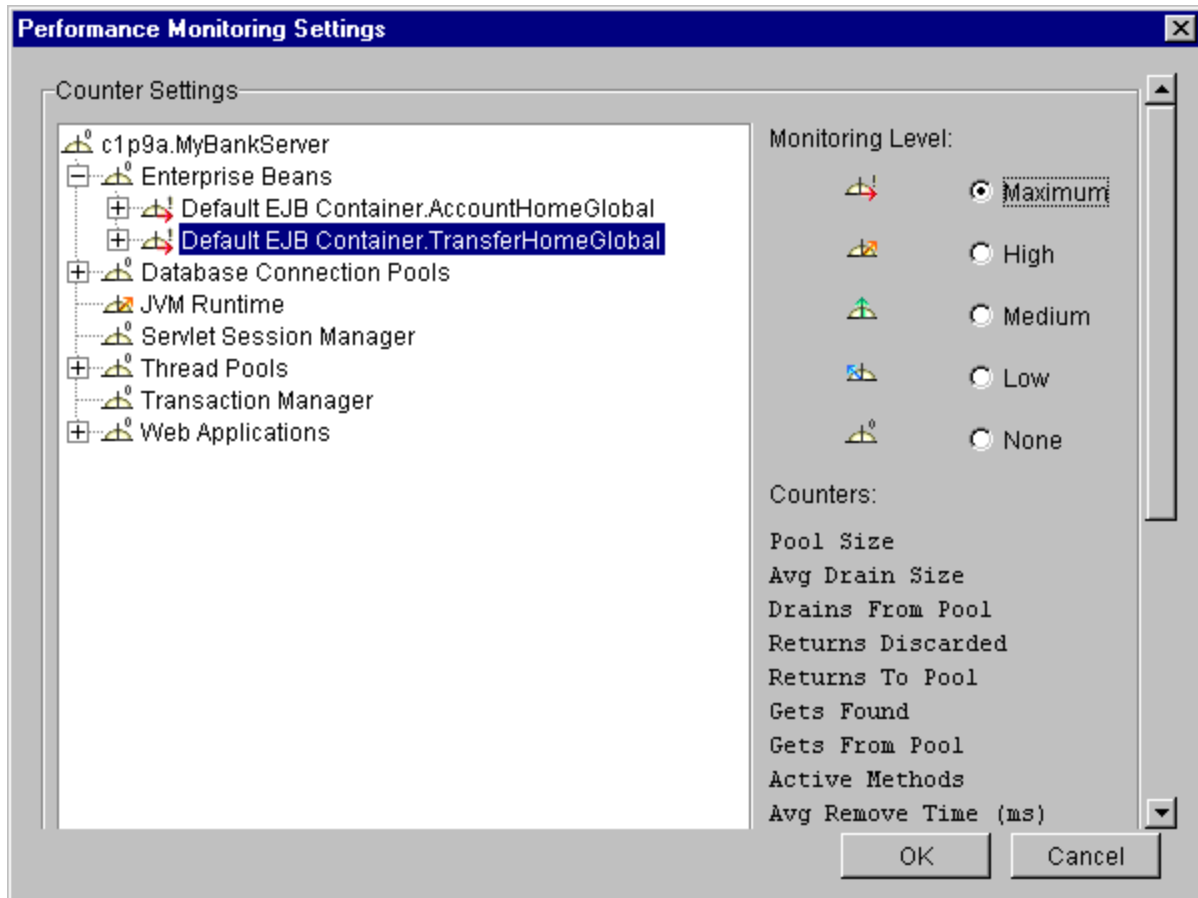 Performance Monitoring Settings
Counter Settings
c1p9a.MyBankServer
Enterprise Beans
Default EJB Container.AccountHomeGlobal
Default EJB Container.TransferHomeGlobal
Database Connection Pools
JVM Runtime
Servlet Session Manager
Thread Pools
Transaction Manager
Web Applications
Monitoring Level:
Maximum
High
Medium
Low
None
Counters:
Pool Size
Avg Drain Size
Drains From Pool
Returns Discarded
Returns To Pool
Gets Found
Gets From Pool
Active Methods
Avg Remove Time (ms)
OK
Cancel